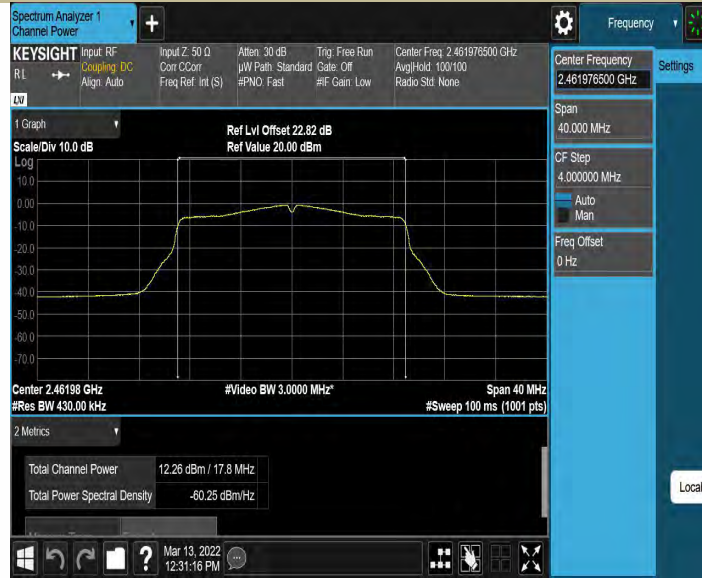 Spectrum Analyzer 1
Channel Power
Frequency
KEYSIGHT
RL
LXI
Input: RF
Coupling: DC
Align: Auto
Input Z: 50 Ω
Corr CCorr
Freq Ref: Int (S)
Atten: 30 dB
µW Path: Standard
#PNO: Fast
Trig: Free Run
Gate: Off
#IF Gain: Low
Center Freq: 2.461976500 GHz
Avg|Hold: 100/100
Radio Std: None
Center Frequency
2.461976500 GHz
Settings
Span
40.000 MHz
CF Step
4.000000 MHz
Auto
Man
Freq Offset
0 Hz
1 Graph
Scale/Div 10.0 dB
Ref Lvl Offset 22.82 dB
Ref Value 20.00 dBm
Log
10.0
0.00
-10.0
-20.0
-30.0
-40.0
-50.0
-60.0
-70.0
Center 2.46198 GHz
#Res BW 430.00 kHz
#Video BW 3.0000 MHz*
Span 40 MHz
#Sweep 100 ms (1001 pts)
2 Metrics
Total Channel Power 12.26 dBm / 17.8 MHz
Total Power Spectral Density -60.25 dBm/Hz
Local
?
Mar 13, 2022
12:31:16 PM